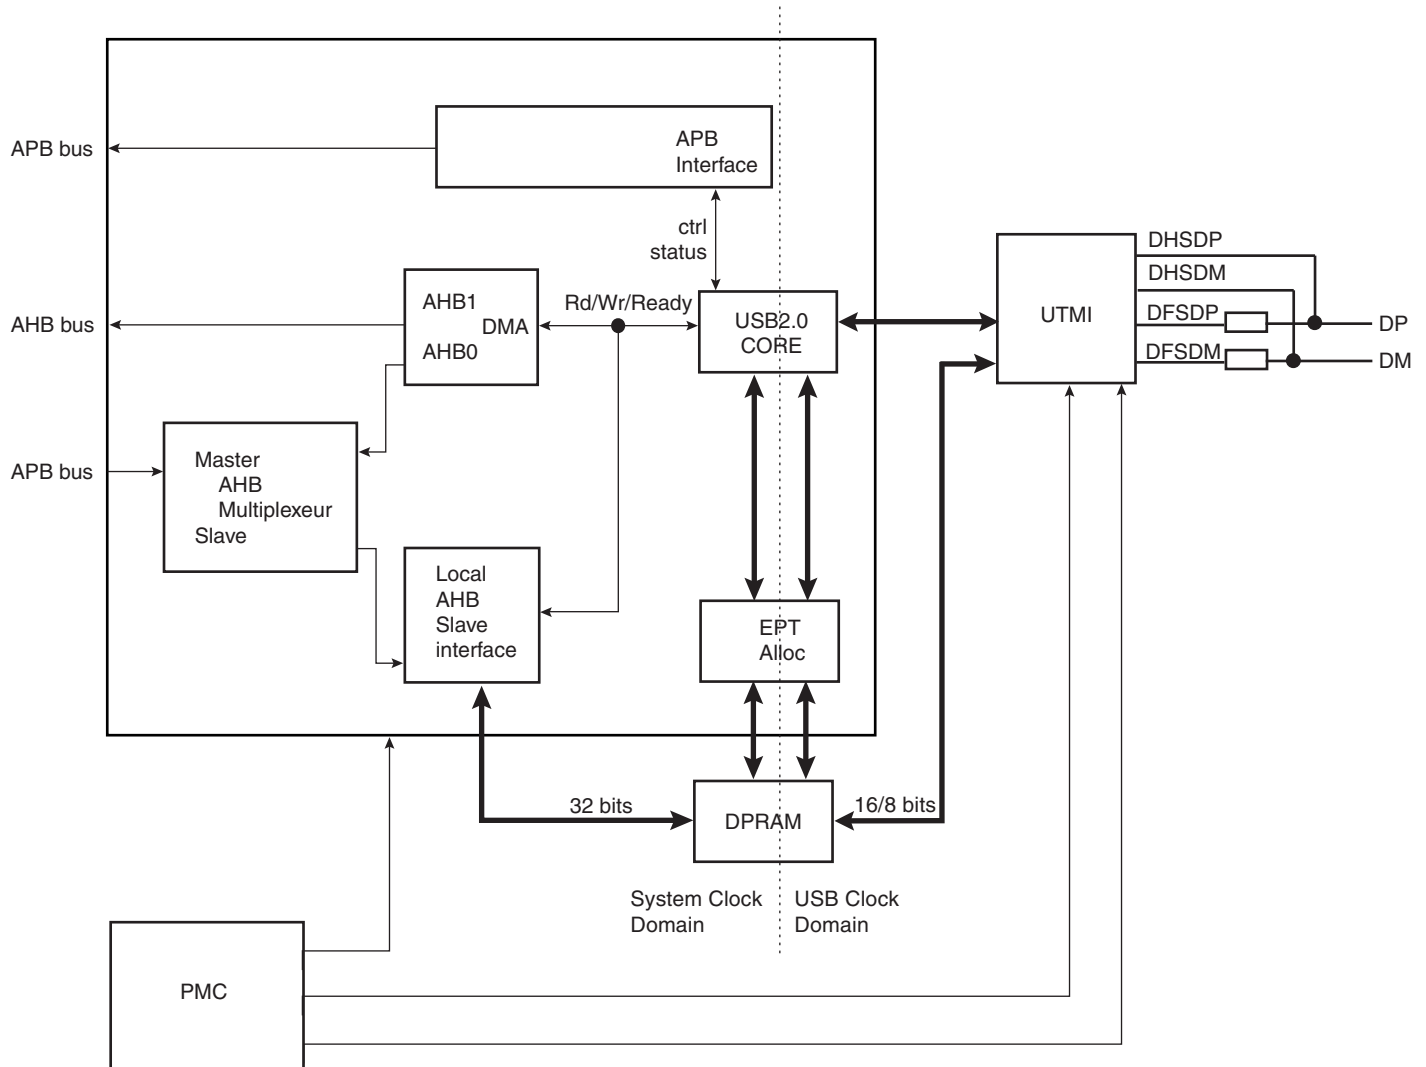 APB bus
APB
Interface
ctrl
status
AHB bus
AHB1
DMA
AHB0
Rd/Wr/Ready
USB2.0
CORE
UTMI
DHSDP
DHSDM
DFSDP
DFSDM
DP
DM
APB bus
Master
AHB
Multiplexeur
Slave
Local
AHB
Slave
interface
EPT
Alloc
32 bits
DPRAM
16/8 bits
System Clock
Domain
USB Clock
Domain
PMC